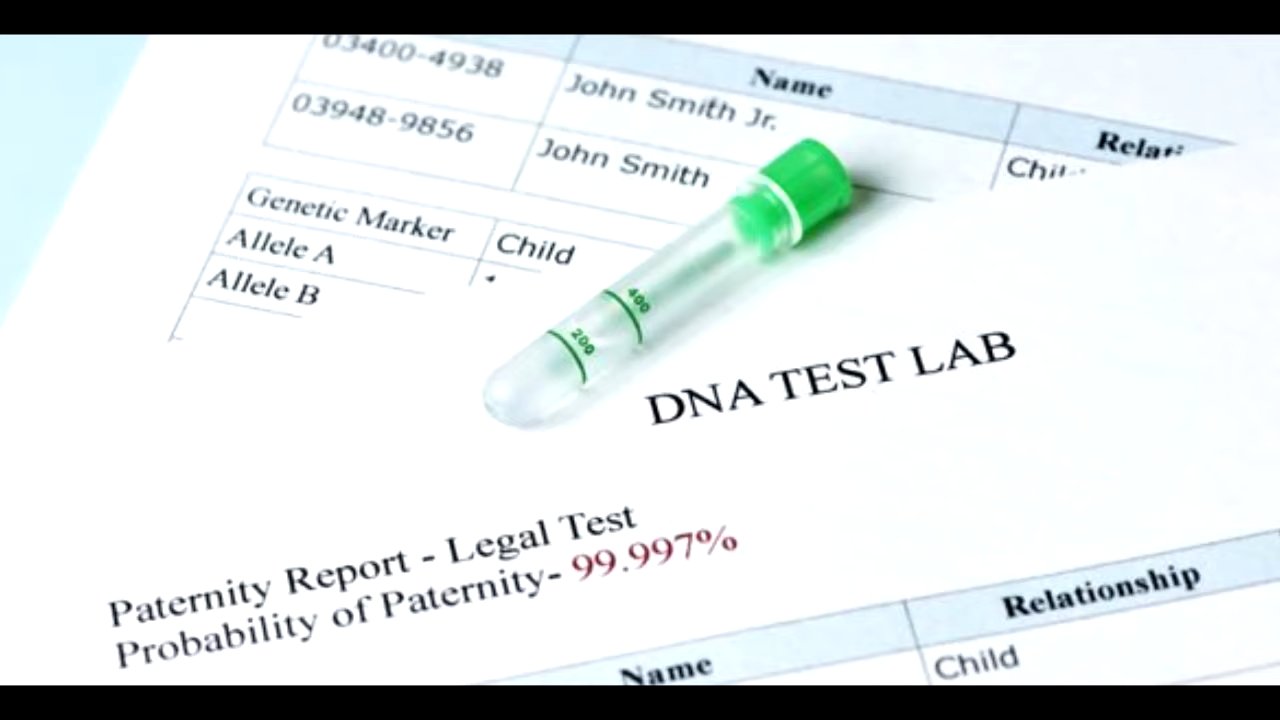 03400-4938
Name
John Smith Jr.
Relat
03948-9856
John Smith
Genetic Marker
Child
Allele A
Allele B
400
200
DNA TEST LAB
Paternity Report - Legal Test
Probability of Paternity- 99.997%
Name
Relationship
Child